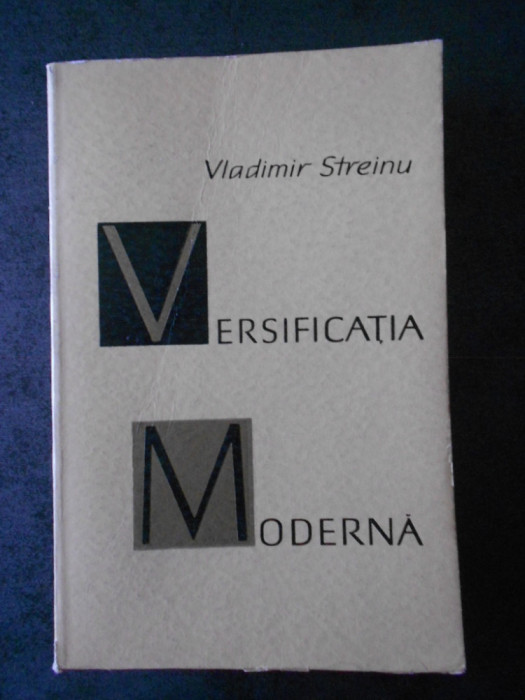 Vladimir Streinu
VERSIFICAȚIA
MODERNĂ